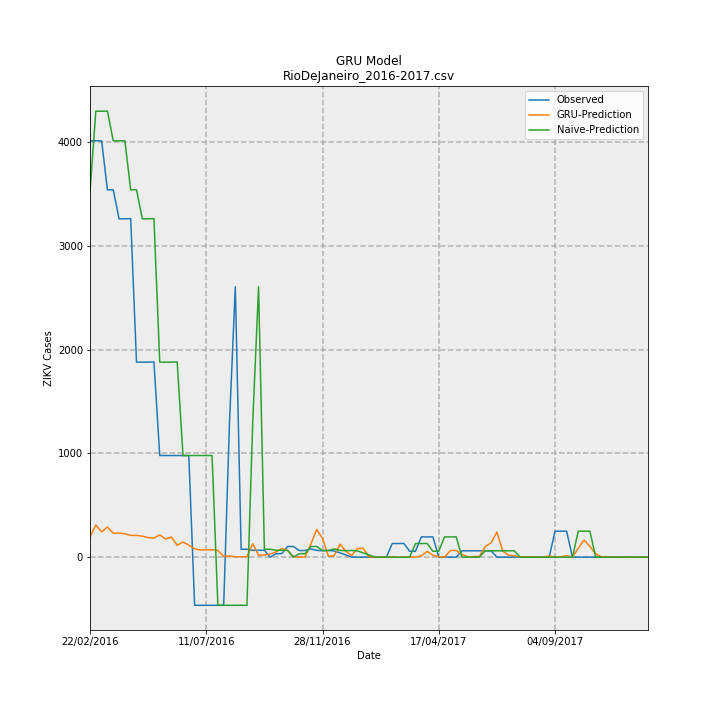 GRU Model
RioDeJaneiro_2016-2017.csv
Observed
GRU-Prediction
Naive-Prediction
ZIKV Cases
4000
3000
2000
1000
0
22/02/2016
11/07/2016
28/11/2016
17/04/2017
04/09/2017
Date